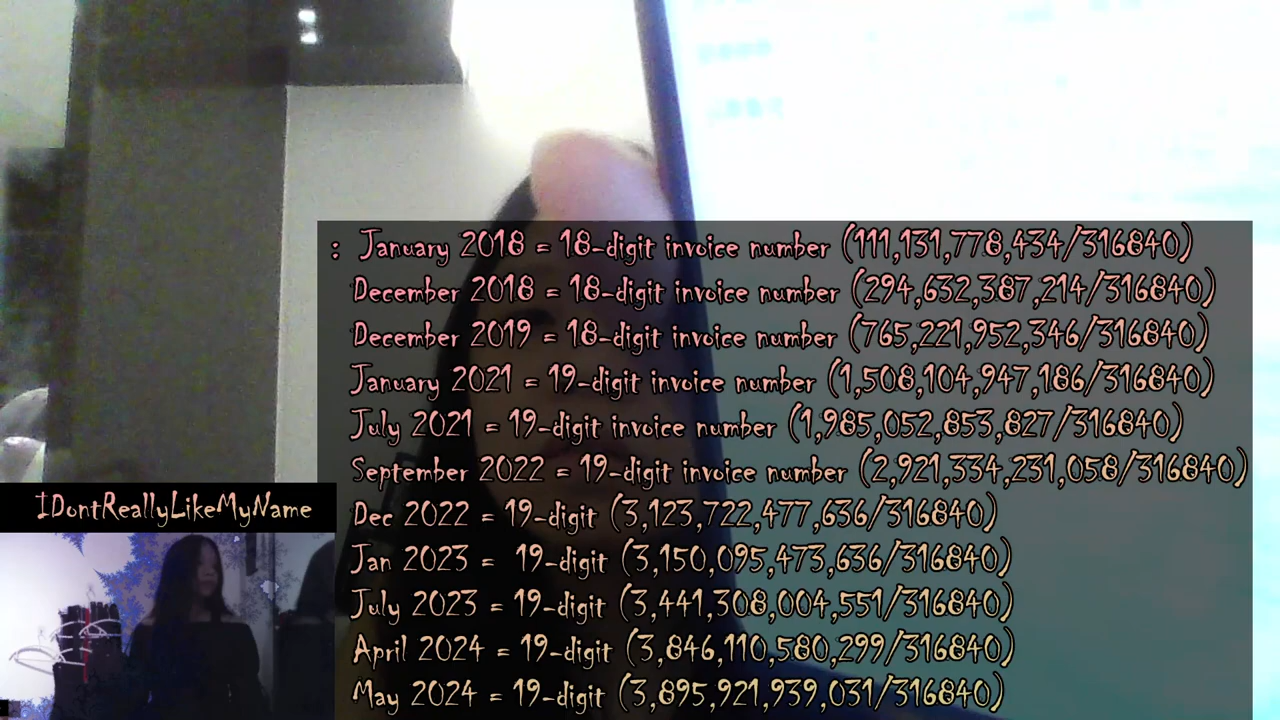 : January 2018 = 18-digit invoice number (111,131,778,434/316840)
December 2018 = 18-digit invoice number (294,632,387,214/316840)
December 2019 = 18-digit invoice number (765,221,952,346/316840)
January 2021 = 19-digit invoice number (1,508,104,947,186/316840)
July 2021 = 19-digit invoice number (1,985,052,853,827/316840)
September 2022 = 19-digit invoice number (2,921,334,231,058/316840)
Dec 2022 = 19-digit (3,123,722,477,636/316840)
Jan 2023 = 19-digit (3,150,095,473,636/316840)
July 2023 = 19-digit (3,441,308,004,551/316840)
April 2024 = 19-digit (3,846,110,580,299/316840)
May 2024 = 19-digit (3,895,921,939,031/316840)
IDontReallyLikeMyName